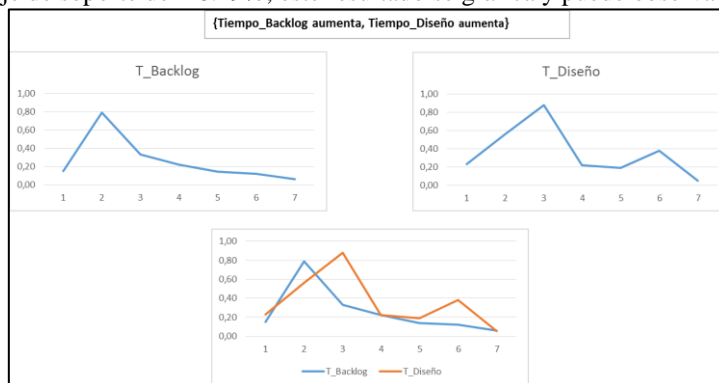 {Tiempo_Backlog aumenta, Tiempo_Diseño aumenta}
T_Backlog
1,00
0,80
0,60
0,40
0,20
0,00
1 2 3 4 5 6 7
T_Diseño
1,00
0,80
0,60
0,40
0,20
0,00
1 2 3 4 5 6 7
1,00
0,80
0,60
0,40
0,20
0,00
1 2 3 4 5 6 7
T_Backlog T_Diseño